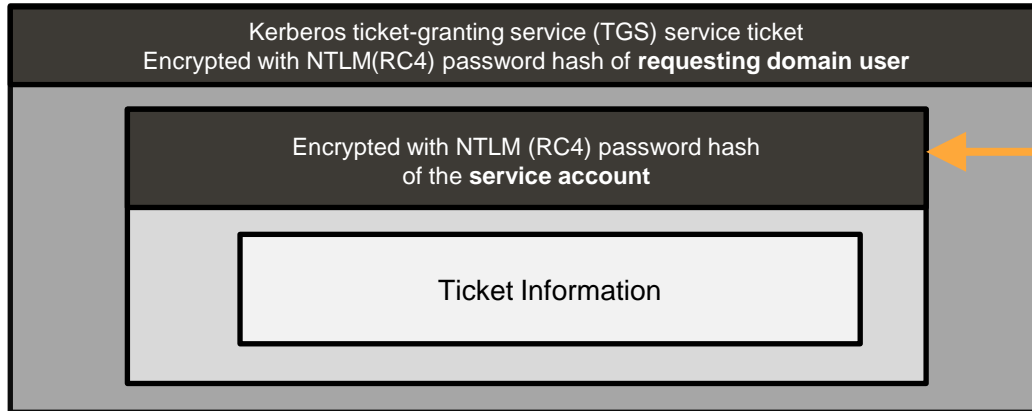 Kerberos ticket-granting service (TGS) service ticket
Encrypted with NTLM(RC4) password hash of requesting domain user
Encrypted with NTLM (RC4) password hash
of the service account
Ticket Information